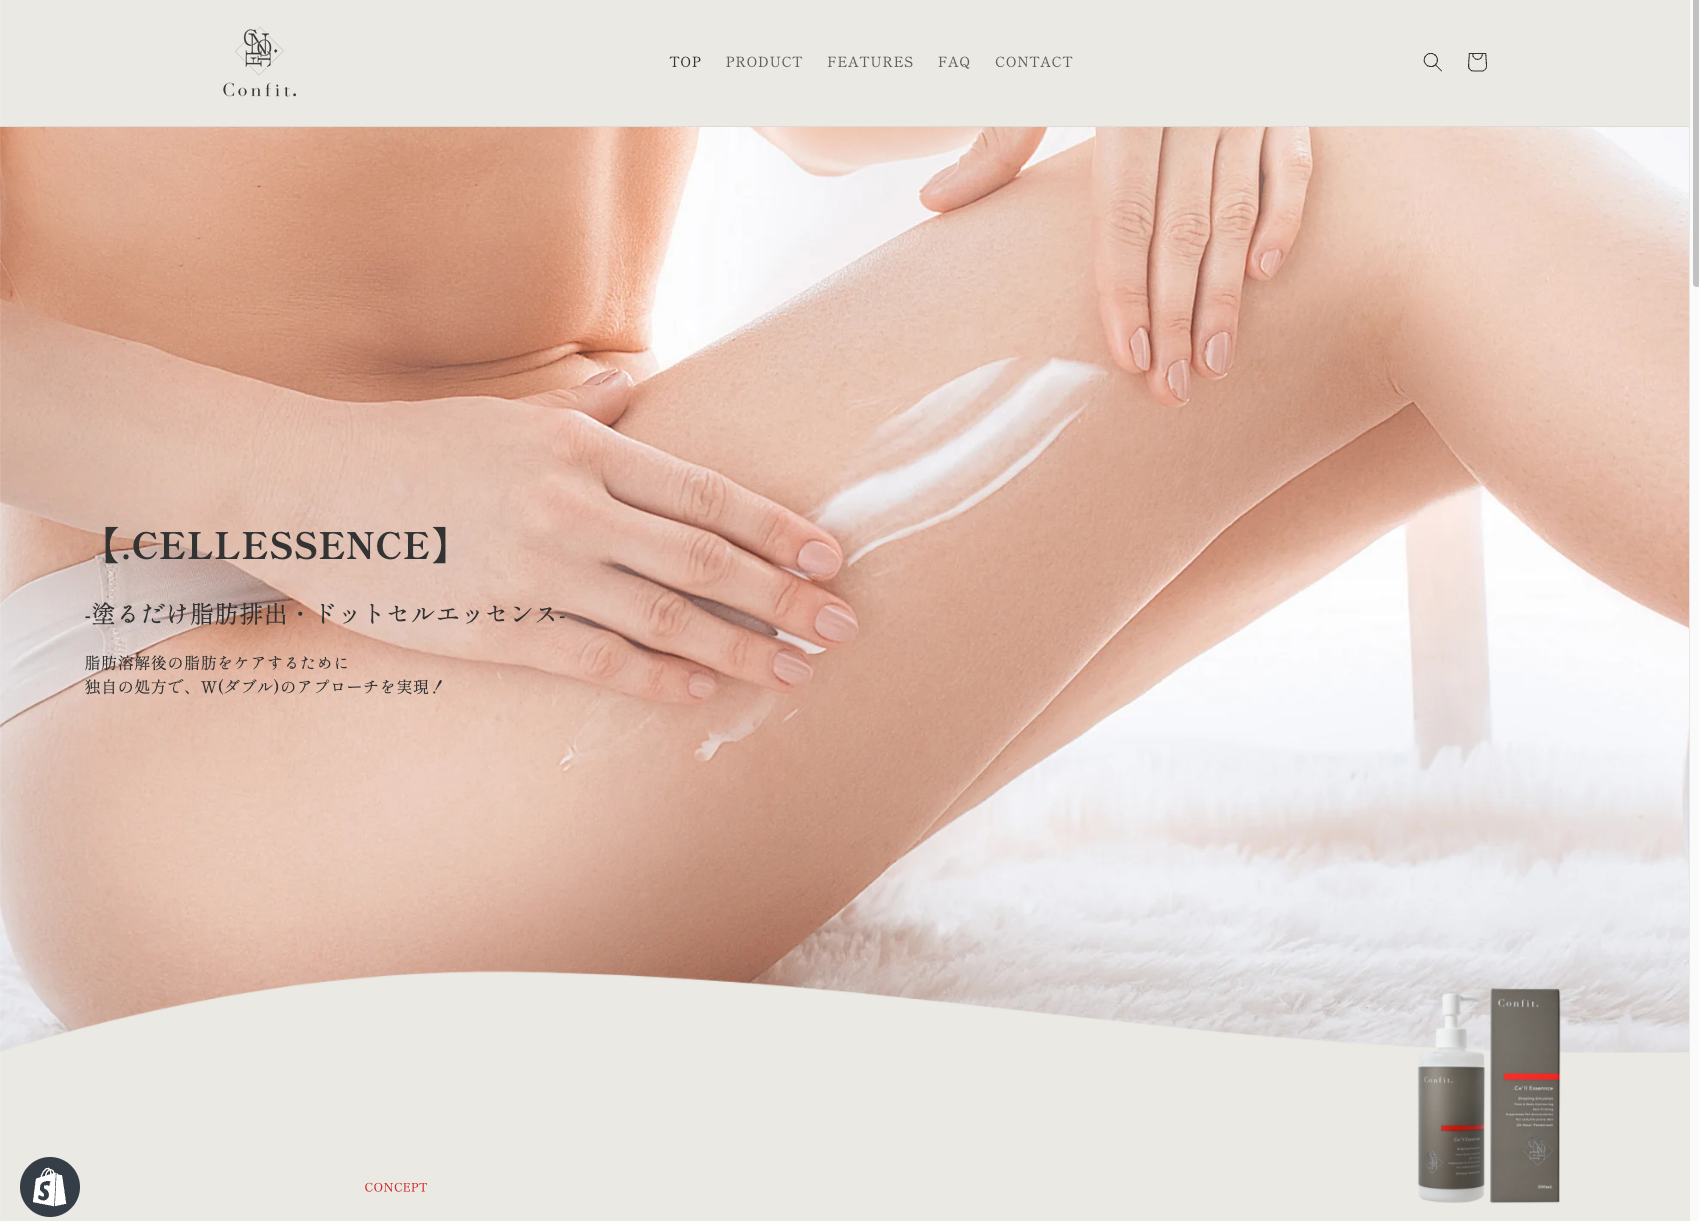 Confit.
TOP PRODUCT FEATURES FAQ CONTACT
【.CELLESSENCE】
-塗るだけ脂肪排出・ドットセルエッセンス-
脂肪溶解後の脂肪をケアするために
独自の処方で、W(ダブル)のアプローチを実現！
Confit.
Confit.
Ce'll Essennce
CONCEPT